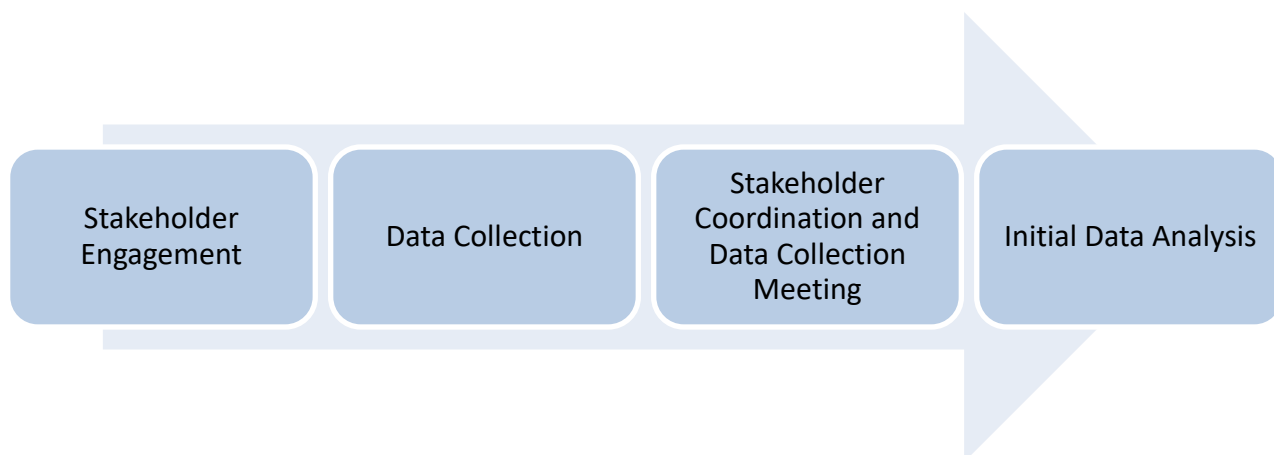 Stakeholder
Engagement
Data Collection
Stakeholder
Coordination and
Data Collection
Meeting
Initial Data Analysis